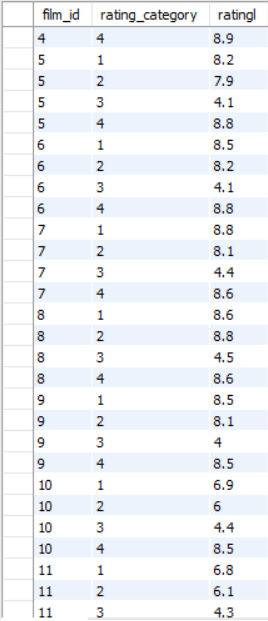 film_id rating_category ratingl
4 4 8.9
5 1 8.2
5 2 7.9
5 3 4.1
5 4 8.8
6 1 8.5
6 2 8.2
6 3 4.1
6 4 8.8
7 1 8.8
7 2 8.1
7 3 4.4
7 4 8.6
8 1 8.6
8 2 8.8
8 3 4.5
8 4 8.6
9 1 8.5
9 2 8.1
9 3 4
9 4 8.5
10 1 6.9
10 2 6
10 3 4.4
10 4 8.5
11 1 6.8
11 2 6.1
11 3 4.3